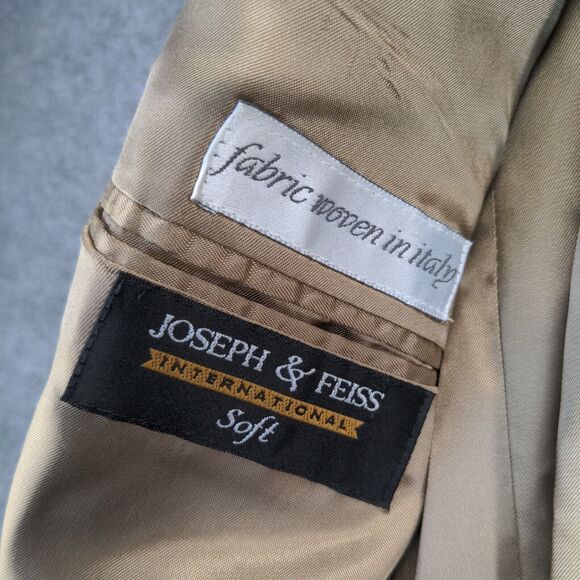 fabric woven in italy
JOSEPH & FEISS
INTERNATIONAL
Soft